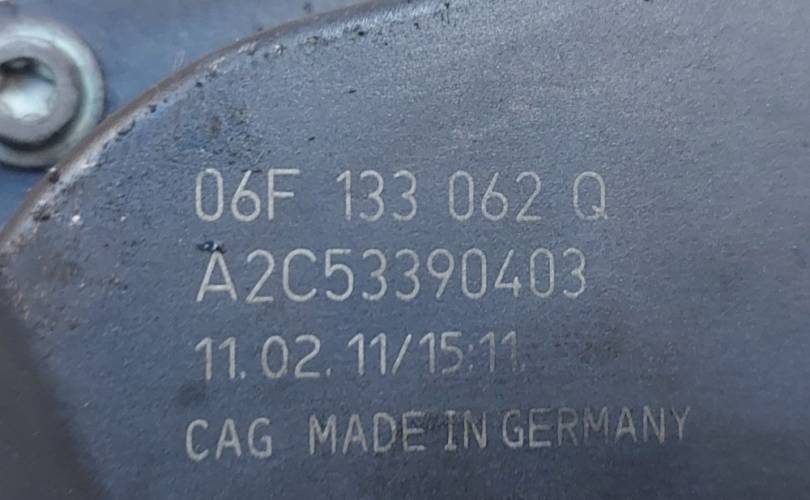 06F 133 062 Q
A2C53390403
11.02.11/15:11
CAG MADE IN GERMANY